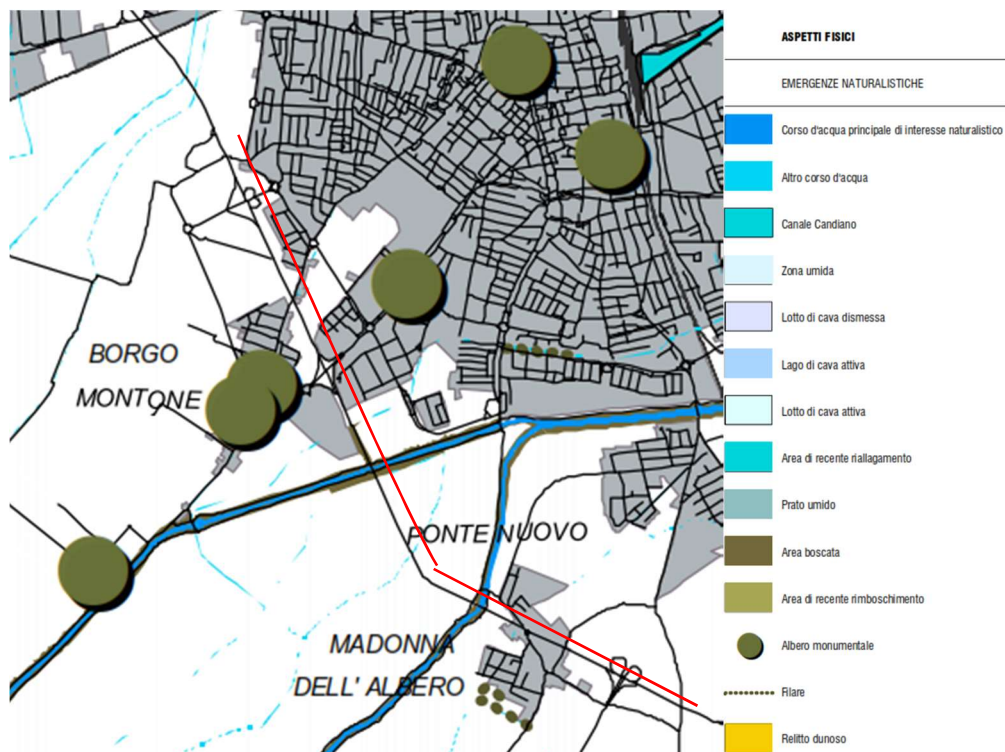 BORGO
MONTONE
PONTE NUOVO
MADONNA
DELL' ALBERO
ASPETTI FISICI
EMERGENZE NATURALISTICHE
Corso d'acqua principale di interesse naturalistico
Altro corso d'acqua
Canale Candiano
Zona umida
Lotto di cava dismessa
Lago di cava attiva
Lotto di cava attiva
Area di recente riallagamento
Prato umido
Area boscata
Area di recente rimboschimento
Albero monumentale
Filare
Relitto dunoso